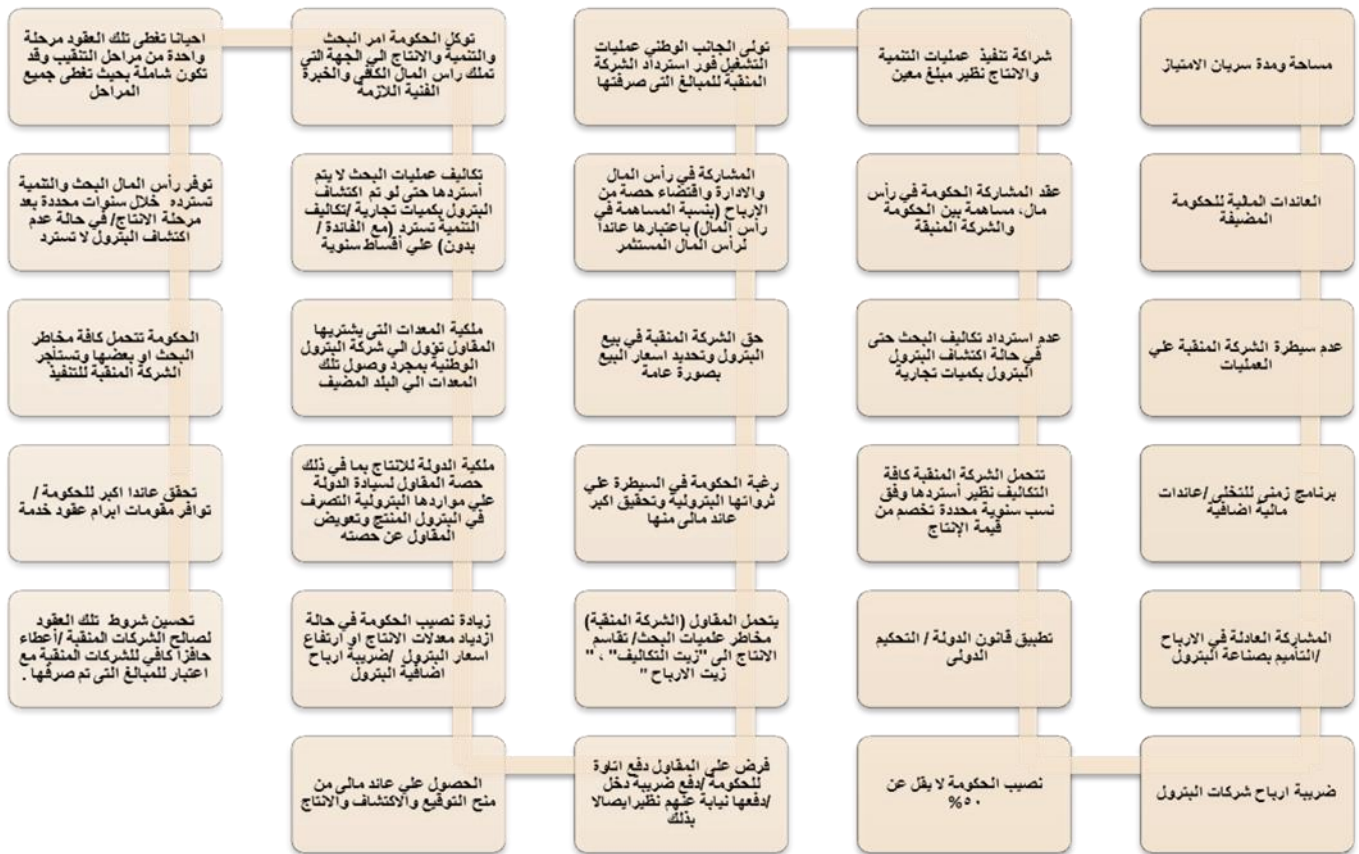 مساحة ومدة سريان الامتياز
العائدات المالية للحكومة
المضيفة
عدم سيطرة الشركة المنقبة علي
العمليات
برنامج زمنى للتخلى /عائدات
مالية اضافية
المشاركة العادلة في الارباح
/التأميم بصناعة البترول
ضريبة ارباح شركات البترول
نصيب الحكومة لا يقل عن
٥٠%
تطبيق قانون الدولة / التحكيم
الدولى
تتحمل الشركة المنقبة كافة
التكاليف نظير أستردها وفق
نسب سنوية محددة تخصم من
قيمة الإنتاج
عدم استرداد تكاليف البحث حتى
في حالة اكتشاف البترول
البترول بكميات تجارية
عقد المشاركة الحكومة في رأس
مال، مساهمة بين الحكومة
والشركة المنبقة
شراكة تنفيذ عمليات التنمية
والانتاج نظير مبلغ معين
تولى الجانب الوطني عمليات
التشغيل فور استرداد الشركة
المنقبة للمبالغ التى صرفتها
المشاركة في رأس المال
والادارة واقتضاء حصة من
الارباح (بنسبة المساهمة في
رأس المال) باعتبارها عائداً
لرأس المال المستثمر
حق الشركة المنقبة في بيع
البترول وتحديد اسعار البيع
بصورة عامة
رغبة الحكومة في السيطرة علي
ثرواتها البترولية وتحقيق اكبر
عائد مالى منها
يتحمل المقاول (الشركة المنقبة)
مخاطر علميات البحث/ تقاسم
الانتاج الى "زيت التكاليف" ، "
زيت الارباح "
فرض على المقاول دفع اتاوة
للحكومة /دفع ضريبة دخل
/دفعها نيابة عنهم نظيرايصالا
بذلك
الحصول علي عائد مالى من
منح التوقيع والاكتشاف والانتاج
زيادة نصيب الحكومة في حالة
ازدياد معدلات الانتاج او ارتفاع
اسعار البترول /ضريبة ارباح
اضافية البترول
ملكية الدولة للانتاج بما في ذلك
حصة المقاول لسيادة الدولة
علي مواردها البترولية التصرف
في البترول المنتج وتعويض
المقاول عن حصته
ملكية المعدات التى يشتريها
المقاول تؤول الي شركة البترول
الوطنية بمجرد وصول تلك
المعدات الي البلد المضيف
تكاليف عمليات البحث لا يتم
أستردها حتى لو تم اكتشاف
البترول بكميات تجارية /تكاليف
التنمية تسترد (مع الفائدة /
بدون) علي أقساط سنوية
توكل الحكومة امر البحث
والتنمية والانتاج الي الجهة التي
تملك راس المال الكافى والخبرة
الفنية اللازمة
احيانا تغطى تلك العقود مرحلة
واحدة من مراحل التنقيب وقد
تكون شاملة بحيث تغطى جميع
المراحل
توفر رأس المال البحث والتنمية
تسترده خلال سنوات محددة بعد
مرحلة الانتاج/ في حالة عدم
اكتشاف البترول لا تسترد
الحكومة تتحمل كافة مخاطر
البحث او بعضها وتستأجر
الشركة المنقبة للتنفيذ
تحقق عائدا اكبر للحكومة /
توافر مقومات ابرام عقود خدمة
تحسين شروط تلك العقود
لصالح الشركات المنقبة /أعطاء
حافزا كافي للشركات المنقبة مع
اعتبار للمبالغ التى تم صرفها .